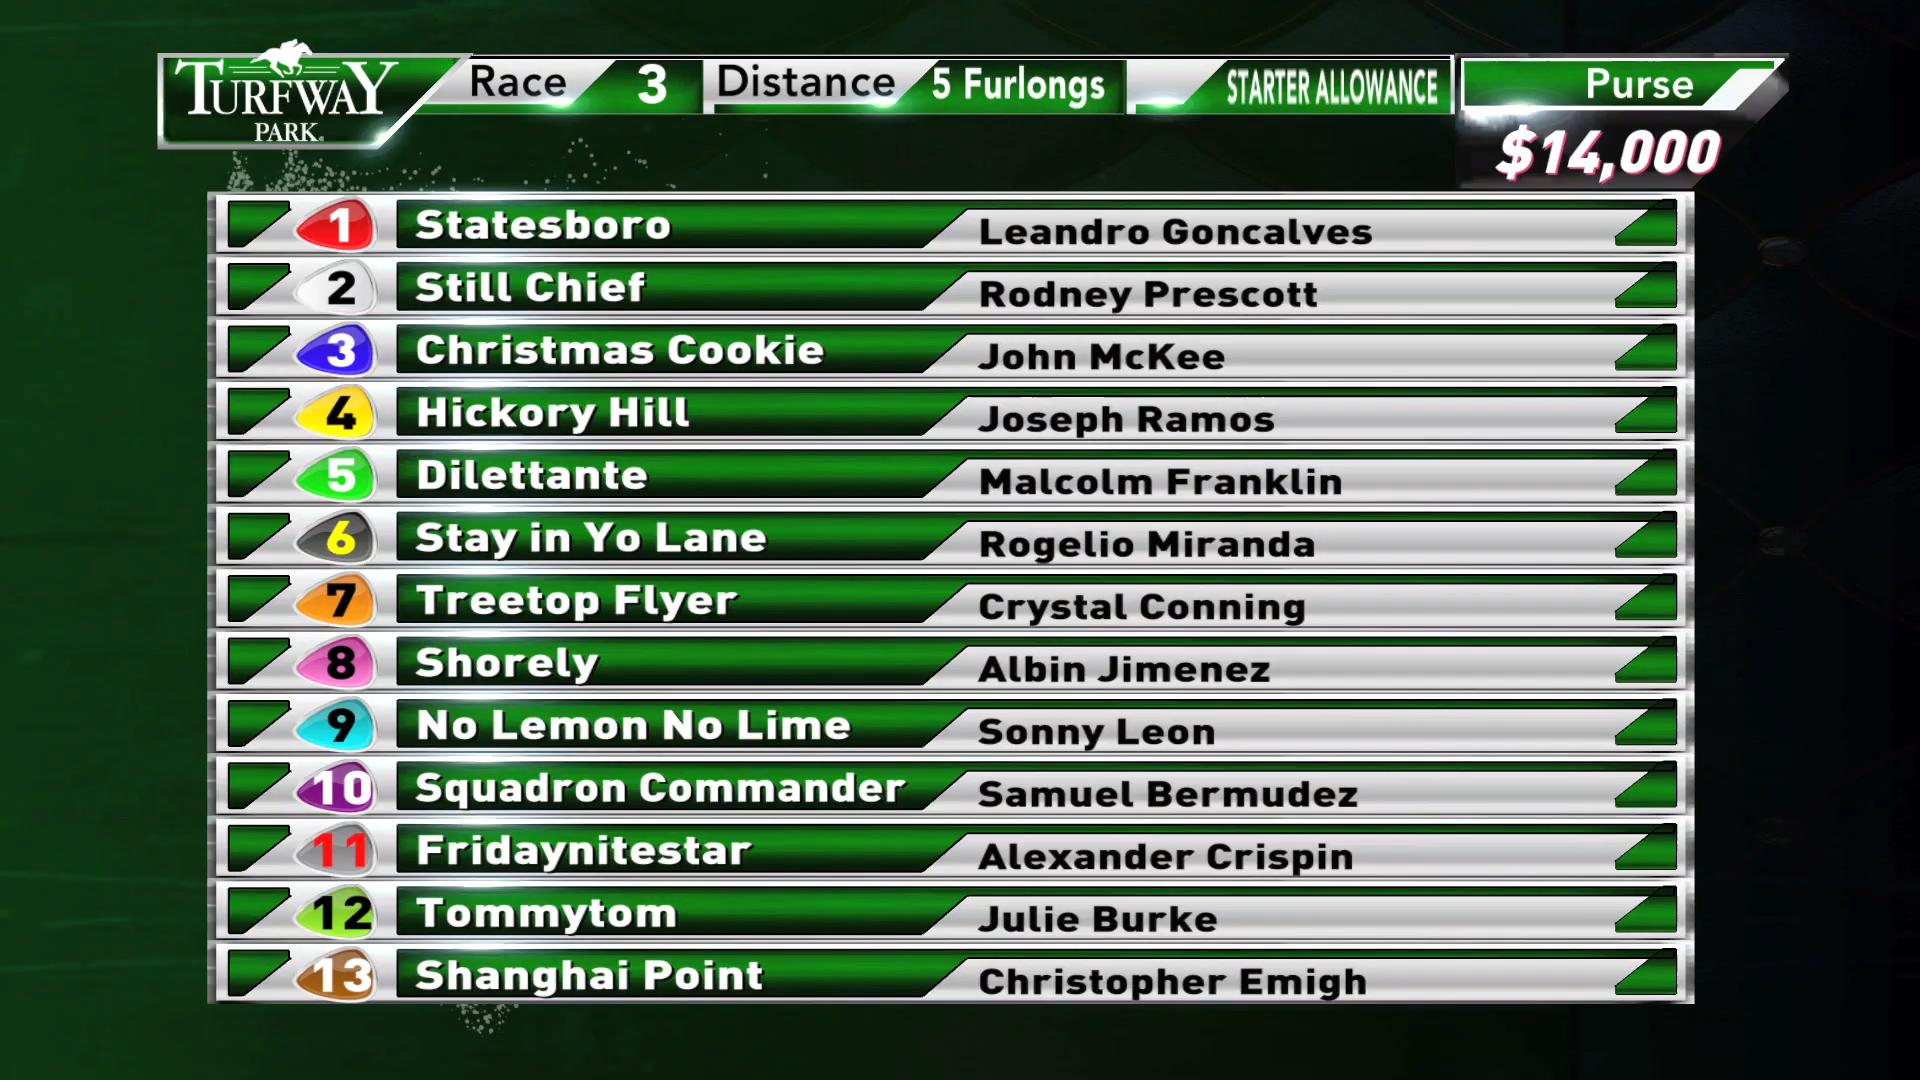 TURFWAY PARK
Race 3 Distance 5 Furlongs STARTER ALLOWANCE Purse
$14,000
1 Statesboro Leandro Goncalves
2 Still Chief Rodney Prescott
3 Christmas Cookie John McKee
4 Hickory Hill Joseph Ramos
5 Dilettante Malcolm Franklin
6 Stay in Yo Lane Rogelio Miranda
7 Treetop Flyer Crystal Conning
8 Shorely Albin Jimenez
9 No Lemon No Lime Sonny Leon
10 Squadron Commander Samuel Bermudez
11 Fridaynitestar Alexander Crispin
12 Tommytom Julie Burke
13 Shanghai Point Christopher Emigh